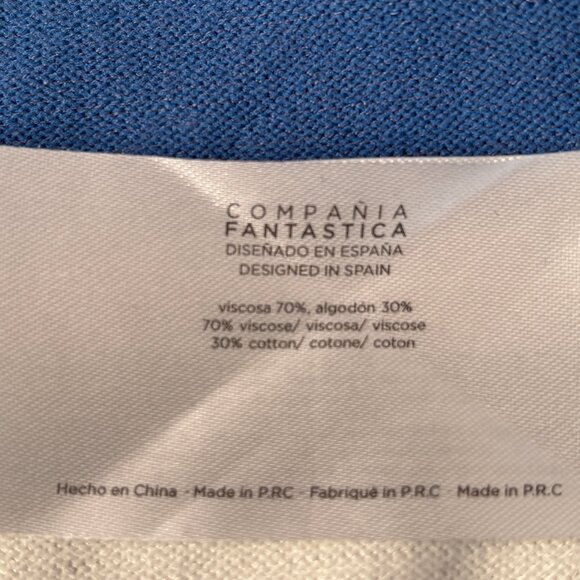 COMPAÑIA
FANTASTICA
DISEÑADO EN ESPAÑA
DESIGNED IN SPAIN
viscosa 70%, algodón 30%
70% viscose/ viscosa/ viscose
30% cotton/ cotone/ coton
Hecho en China - Made in P.R.C - Fabriqué in P.R.C - Made in P.R.C